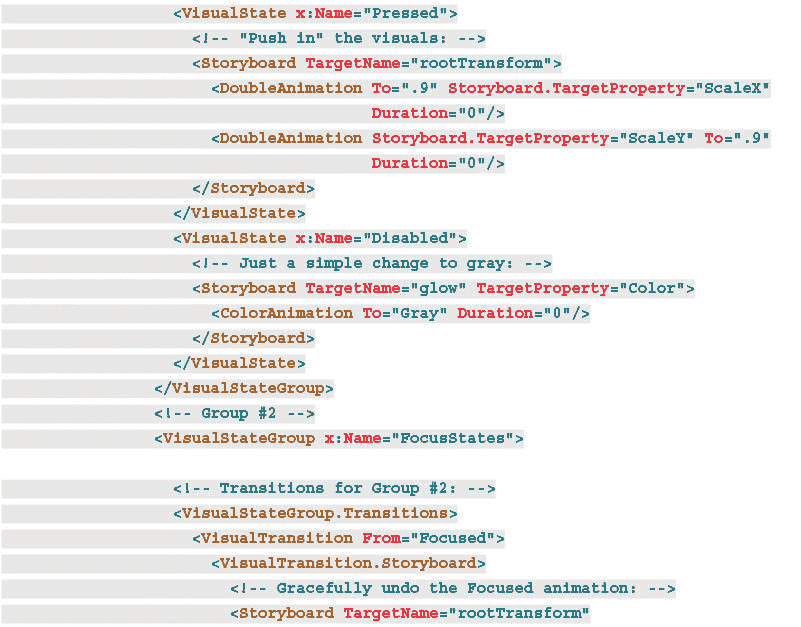 <VisualState x:Name="Pressed">
<!-- "Push in" the visuals: -->
<Storyboard TargetName="rootTransform">
<DoubleAnimation To=".9" Storyboard.TargetProperty="ScaleX"
Duration="0"/>
<DoubleAnimation Storyboard.TargetProperty="ScaleY" To=".9"
Duration="0"/>
</Storyboard>
</VisualState>
<VisualState x:Name="Disabled">
<!-- Just a simple change to gray: -->
<Storyboard TargetName="glow" TargetProperty="Color">
<ColorAnimation To="Gray" Duration="0"/>
</Storyboard>
</VisualState>
</VisualStateGroup>
<!-- Group #2 -->
<VisualStateGroup x:Name="FocusStates">
<!-- Transitions for Group #2: -->
<VisualStateGroup.Transitions>
<VisualTransition From="Focused">
<VisualTransition.Storyboard>
<!-- Gracefully undo the Focused animation: -->
<Storyboard TargetName="rootTransform"